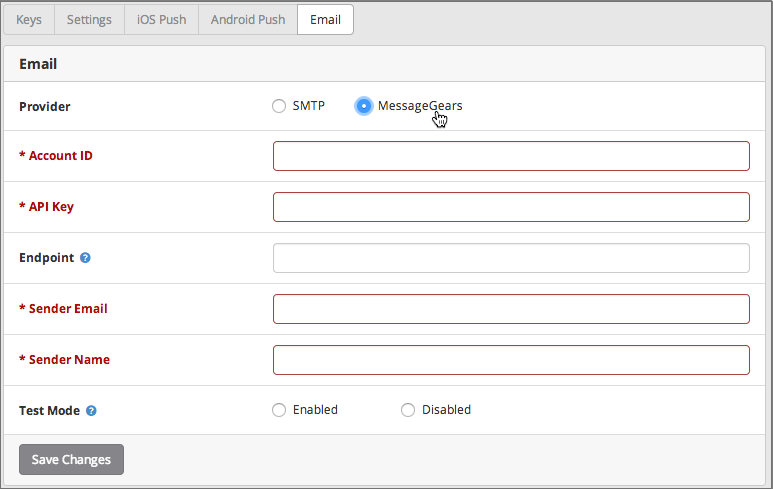 Keys Settings iOS Push Android Push Email
Email
Provider SMTP MessageGears
* Account ID
* API Key
Endpoint ?
* Sender Email
* Sender Name
Test Mode ? Enabled Disabled
Save Changes